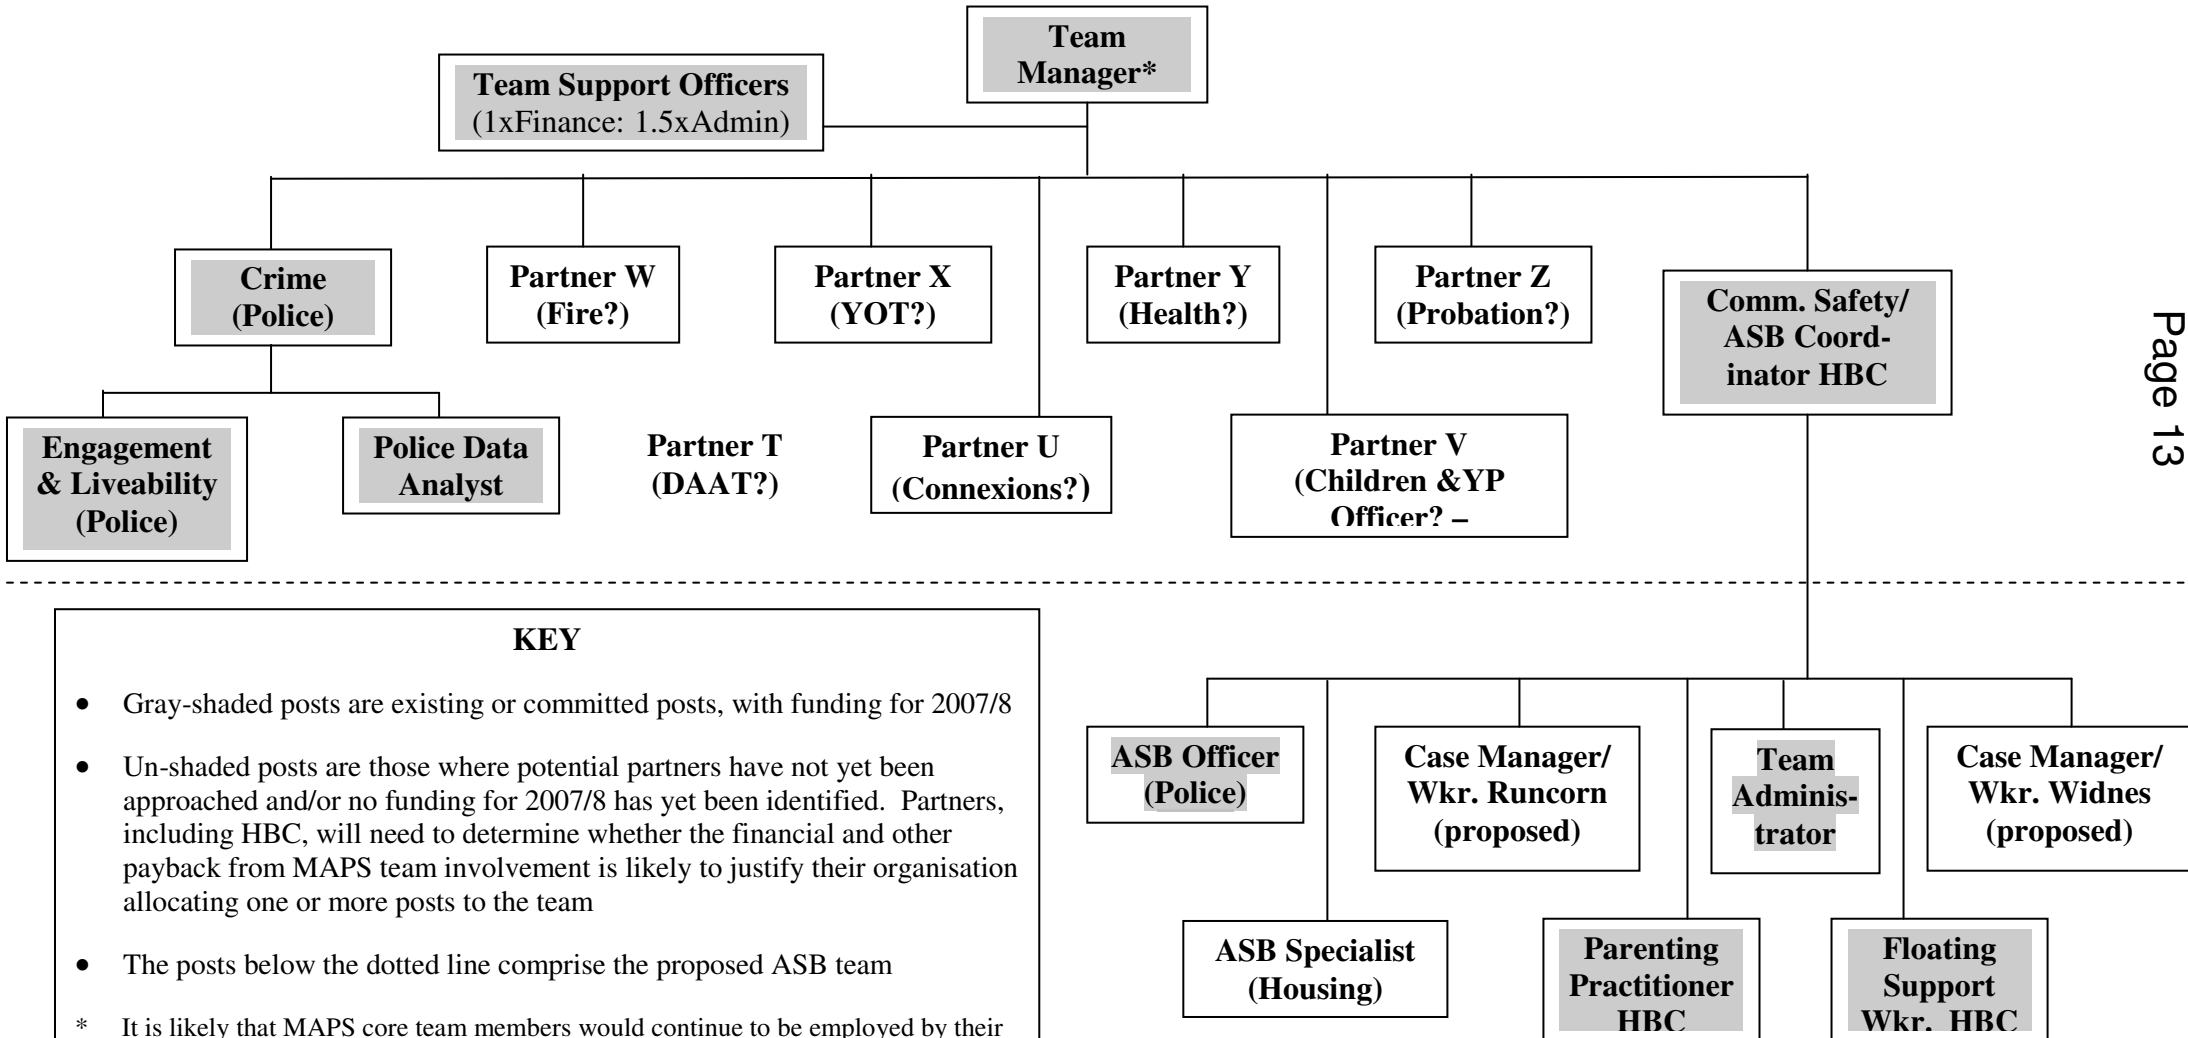 Team
Manager*
Team Support Officers
(1xFinance: 1.5xAdmin)
Crime
(Police)
Partner W
(Fire?)
Partner X
(YOT?)
Partner Y
(Health?)
Partner Z
(Probation?)
Comm. Safety/
ASB Coord-
inator HBC
Engagement
& Liveability
(Police)
Police Data
Analyst
Partner T
(DAAT?)
Partner U
(Connexions?)
Partner V
(Children &YP
Officer? –
Page 13
KEY
• Gray-shaded posts are existing or committed posts, with funding for 2007/8
• Un-shaded posts are those where potential partners have not yet been
approached and/or no funding for 2007/8 has yet been identified.  Partners,
including HBC, will need to determine whether the financial and other
payback from MAPS team involvement is likely to justify their organisation
allocating one or more posts to the team
• The posts below the dotted line comprise the proposed ASB team
* It is likely that MAPS core team members would continue to be employed by their
ASB Officer
(Police)
Case Manager/
Wkr. Runcorn
(proposed)
Team
Adminis-
trator
Case Manager/
Wkr. Widnes
(proposed)
ASB Specialist
(Housing)
Parenting
Practitioner
HBC
Floating
Support
Wkr.  HBC